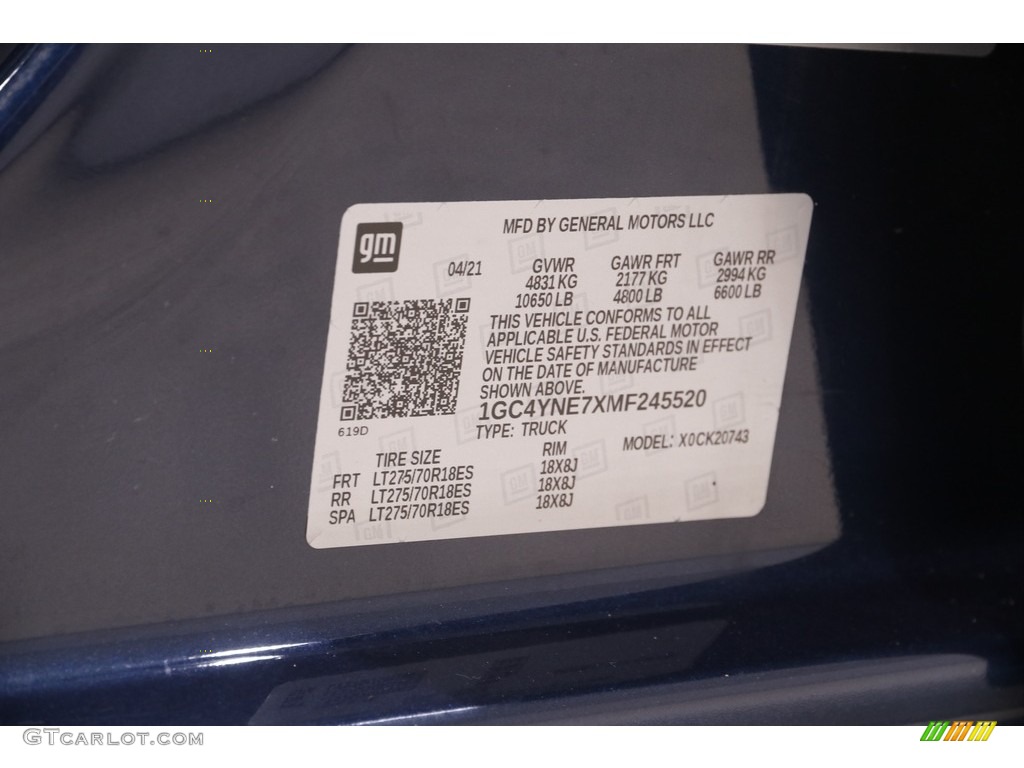 gm
MFD BY GENERAL MOTORS LLC
04/21
GVWR
4831 KG
10650 LB
GAWR FRT
2177 KG
4800 LB
GAWR RR
2994 KG
6600 LB
THIS VEHICLE CONFORMS TO ALL
APPLICABLE U.S. FEDERAL MOTOR
VEHICLE SAFETY STANDARDS IN EFFECT
ON THE DATE OF MANUFACTURE
SHOWN ABOVE.
619D
1GC4YNE7XMF245520
TYPE: TRUCK
MODEL: X0CK20743
TIRE SIZE RIM
FRT LT275/70R18ES 18X8J
RR LT275/70R18ES 18X8J
SPA LT275/70R18ES 18X8J
GTcarlot.com